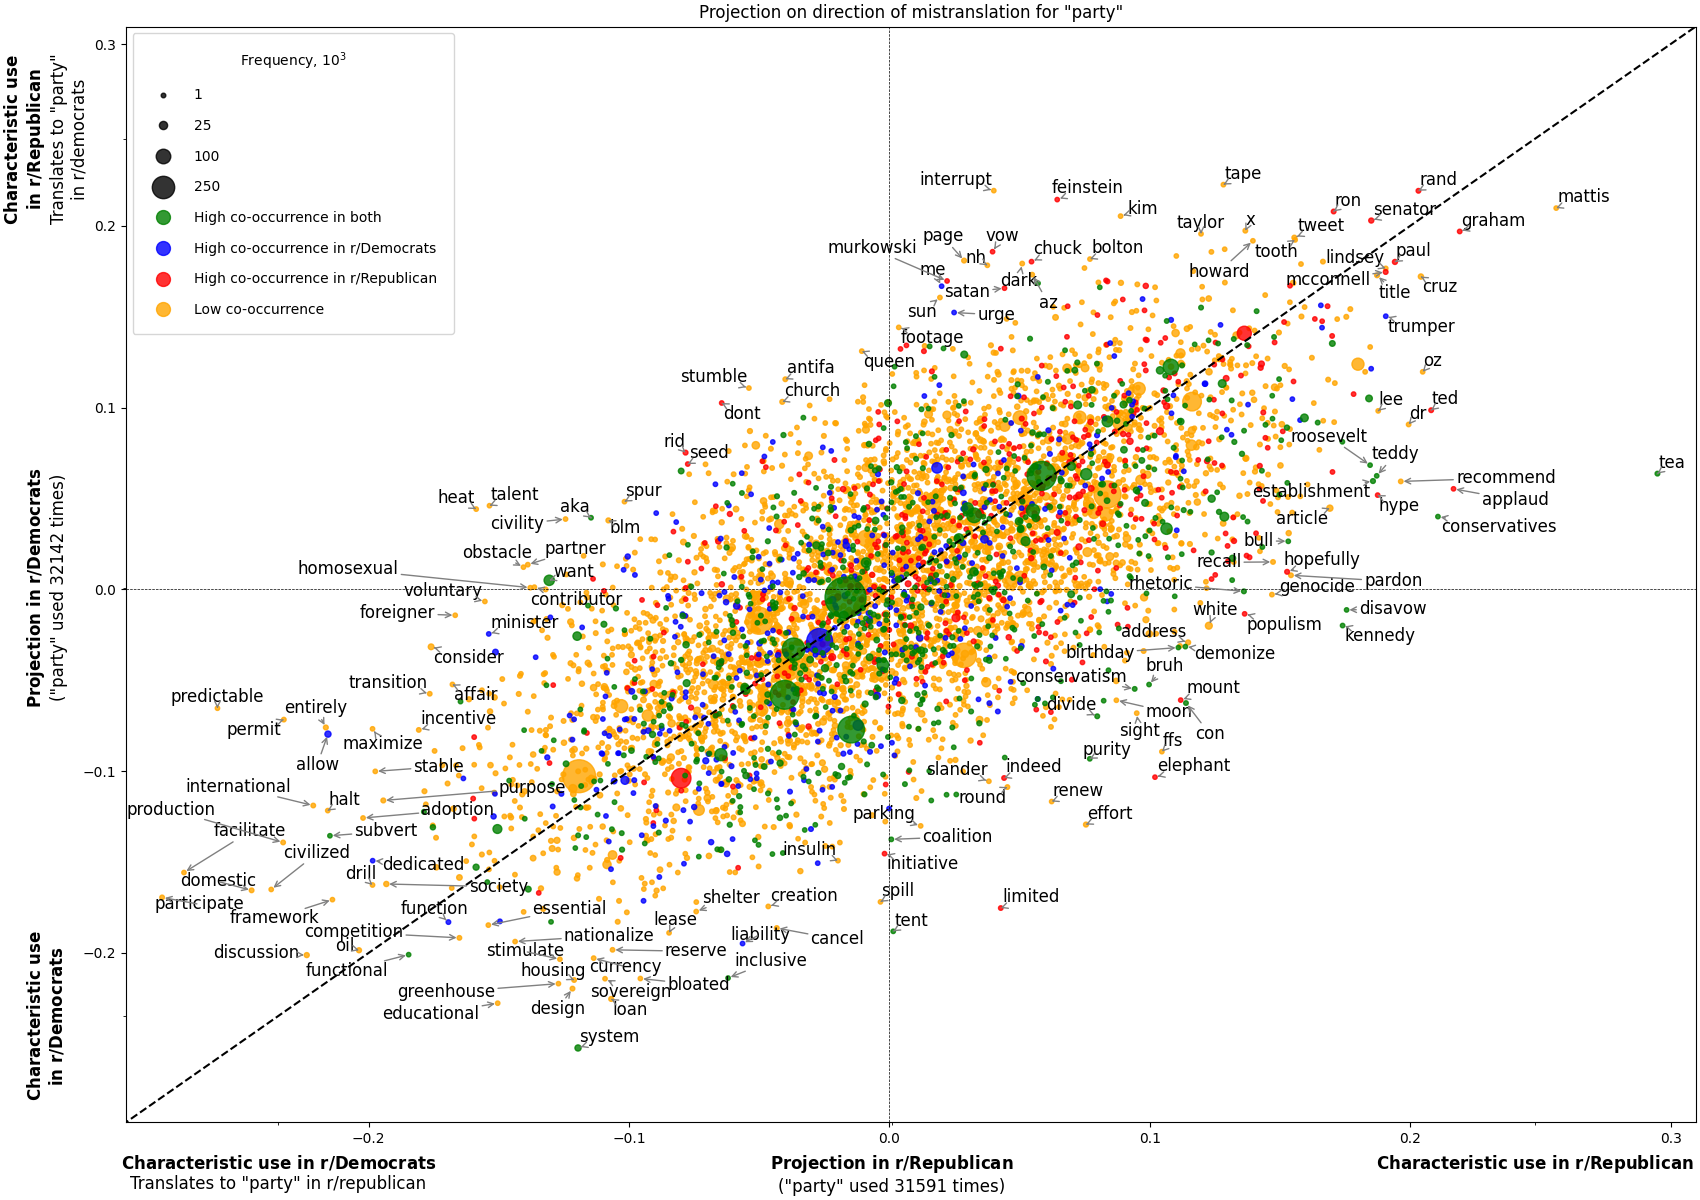 Projection on direction of mistranslation for "party"
Characteristic use
in r/Republican
Translates to "party"
in r/democrats
Projection in r/Democrats
("party" used 32142 times)
Characteristic use
in r/Democrats
0.3
0.2
0.1
0.0
−0.1
−0.2
Frequency, 10³
1
25
100
250
High co-occurrence in both
High co-occurrence in r/Democrats
High co-occurrence in r/Republican
Low co-occurrence
interrupt
feinstein
tape
rand
mattis
kim
ron
senator
graham
taylor
x
tweet
murkowski
page
vow
chuck
bolton
tooth
paul
nh
me
lindsey
howard
mcconnell
dark
satan
az
title
cruz
sun
urge
trumper
footage
queen
oz
stumble
antifa
church
dont
lee
ted
dr
rid
seed
roosevelt
teddy
tea
recommend
heat
talent
spur
establishment
applaud
aka
civility
blm
hype
article
conservatives
bull
obstacle
partner
recall
hopefully
homosexual
want
pardon
voluntary
contributor
rhetoric
genocide
foreigner
minister
white
disavow
populism
address
kennedy
consider
birthday
demonize
bruh
transition
conservatism
mount
predictable
affair
divide
moon
entirely
permit
incentive
sight
con
maximize
ffs
purity
allow
stable
slander
indeed
elephant
international
halt
purpose
round
renew
production
adoption
parking
effort
facilitate
subvert
coalition
civilized
insulin
initiative
dedicated
drill
domestic
society
shelter
creation
spill
limited
participate
framework
function
essential
lease
tent
competition
nationalize
liability
cancel
oil
discussion
stimulate
reserve
functional
housing
currency
inclusive
greenhouse
sovereign
bloated
educational
design
loan
system
−0.2
−0.1
0.0
0.1
0.2
0.3
Characteristic use in r/Democrats
Translates to "party" in r/republican
Projection in r/Republican
("party" used 31591 times)
Characteristic use in r/Republican